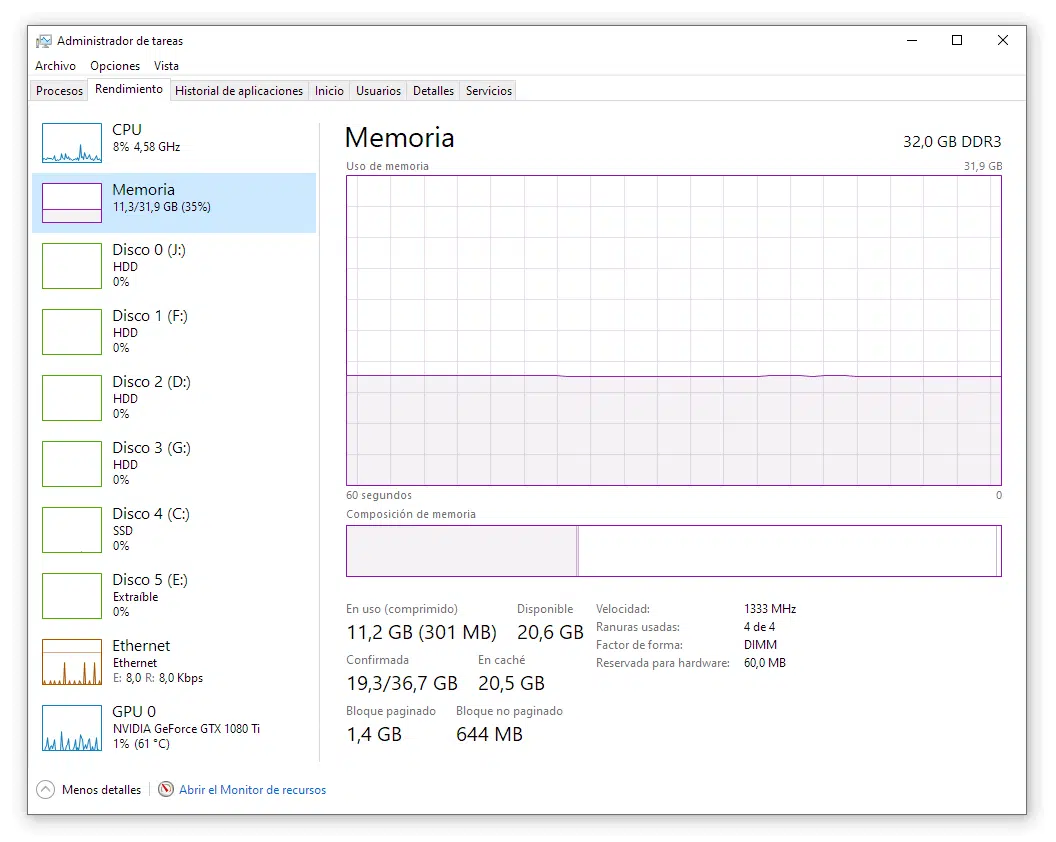 Administrador de tareas
Archivo Opciones Vista
Procesos Rendimiento Historial de aplicaciones Inicio Usuarios Detalles Servicios
CPU
8% 4,58 GHz
Memoria
11,3/31,9 GB (35%)
Disco 0 (J:)
HDD
0%
Disco 1 (F:)
HDD
0%
Disco 2 (D:)
HDD
0%
Disco 3 (G:)
HDD
0%
Disco 4 (C:)
SSD
0%
Disco 5 (E:)
Extraíble
0%
Ethernet
Ethernet
E: 8,0 R: 8,0 Kbps
GPU 0
NVIDIA GeForce GTX 1080 Ti
1% (61 °C)
Memoria 32,0 GB DDR3
Uso de memoria 31,9 GB
60 segundos 0
Composición de memoria
En uso (comprimido) Disponible
11,2 GB (301 MB) 20,6 GB
Confirmada En caché
19,3/36,7 GB 20,5 GB
Bloque paginado Bloque no paginado
1,4 GB 644 MB
Velocidad: 1333 MHz
Ranuras usadas: 4 de 4
Factor de forma: DIMM
Reservada para hardware: 60,0 MB
Menos detalles Abrir el Monitor de recursos